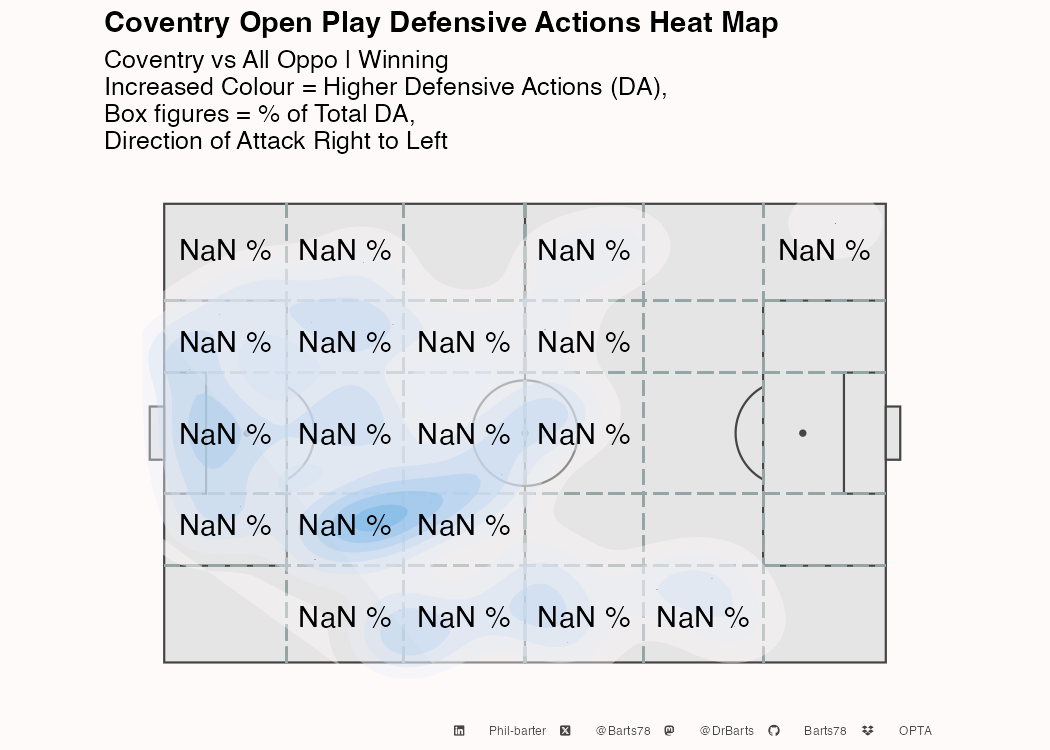 Coventry Open Play Defensive Actions Heat Map
Coventry vs All Oppo | Winning
Increased Colour = Higher Defensive Actions (DA),
Box figures = % of Total DA,
Direction of Attack Right to Left
NaN % NaN % NaN % NaN %
NaN % NaN % NaN % NaN %
NaN % NaN % NaN % NaN %
NaN % NaN % NaN %
NaN % NaN % NaN % NaN %
Phil-barter @Barts78 @DrBarts Barts78 OPTA